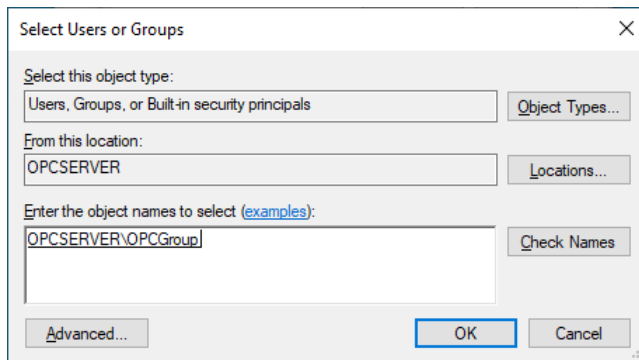 Select Users or Groups
Select this object type:
Users, Groups, or Built-in security principals
Object Types...
From this location:
OPCSERVER
Locations...
Enter the object names to select (examples):
OPCSERVER\OPCGroup
Check Names
Advanced...
OK
Cancel